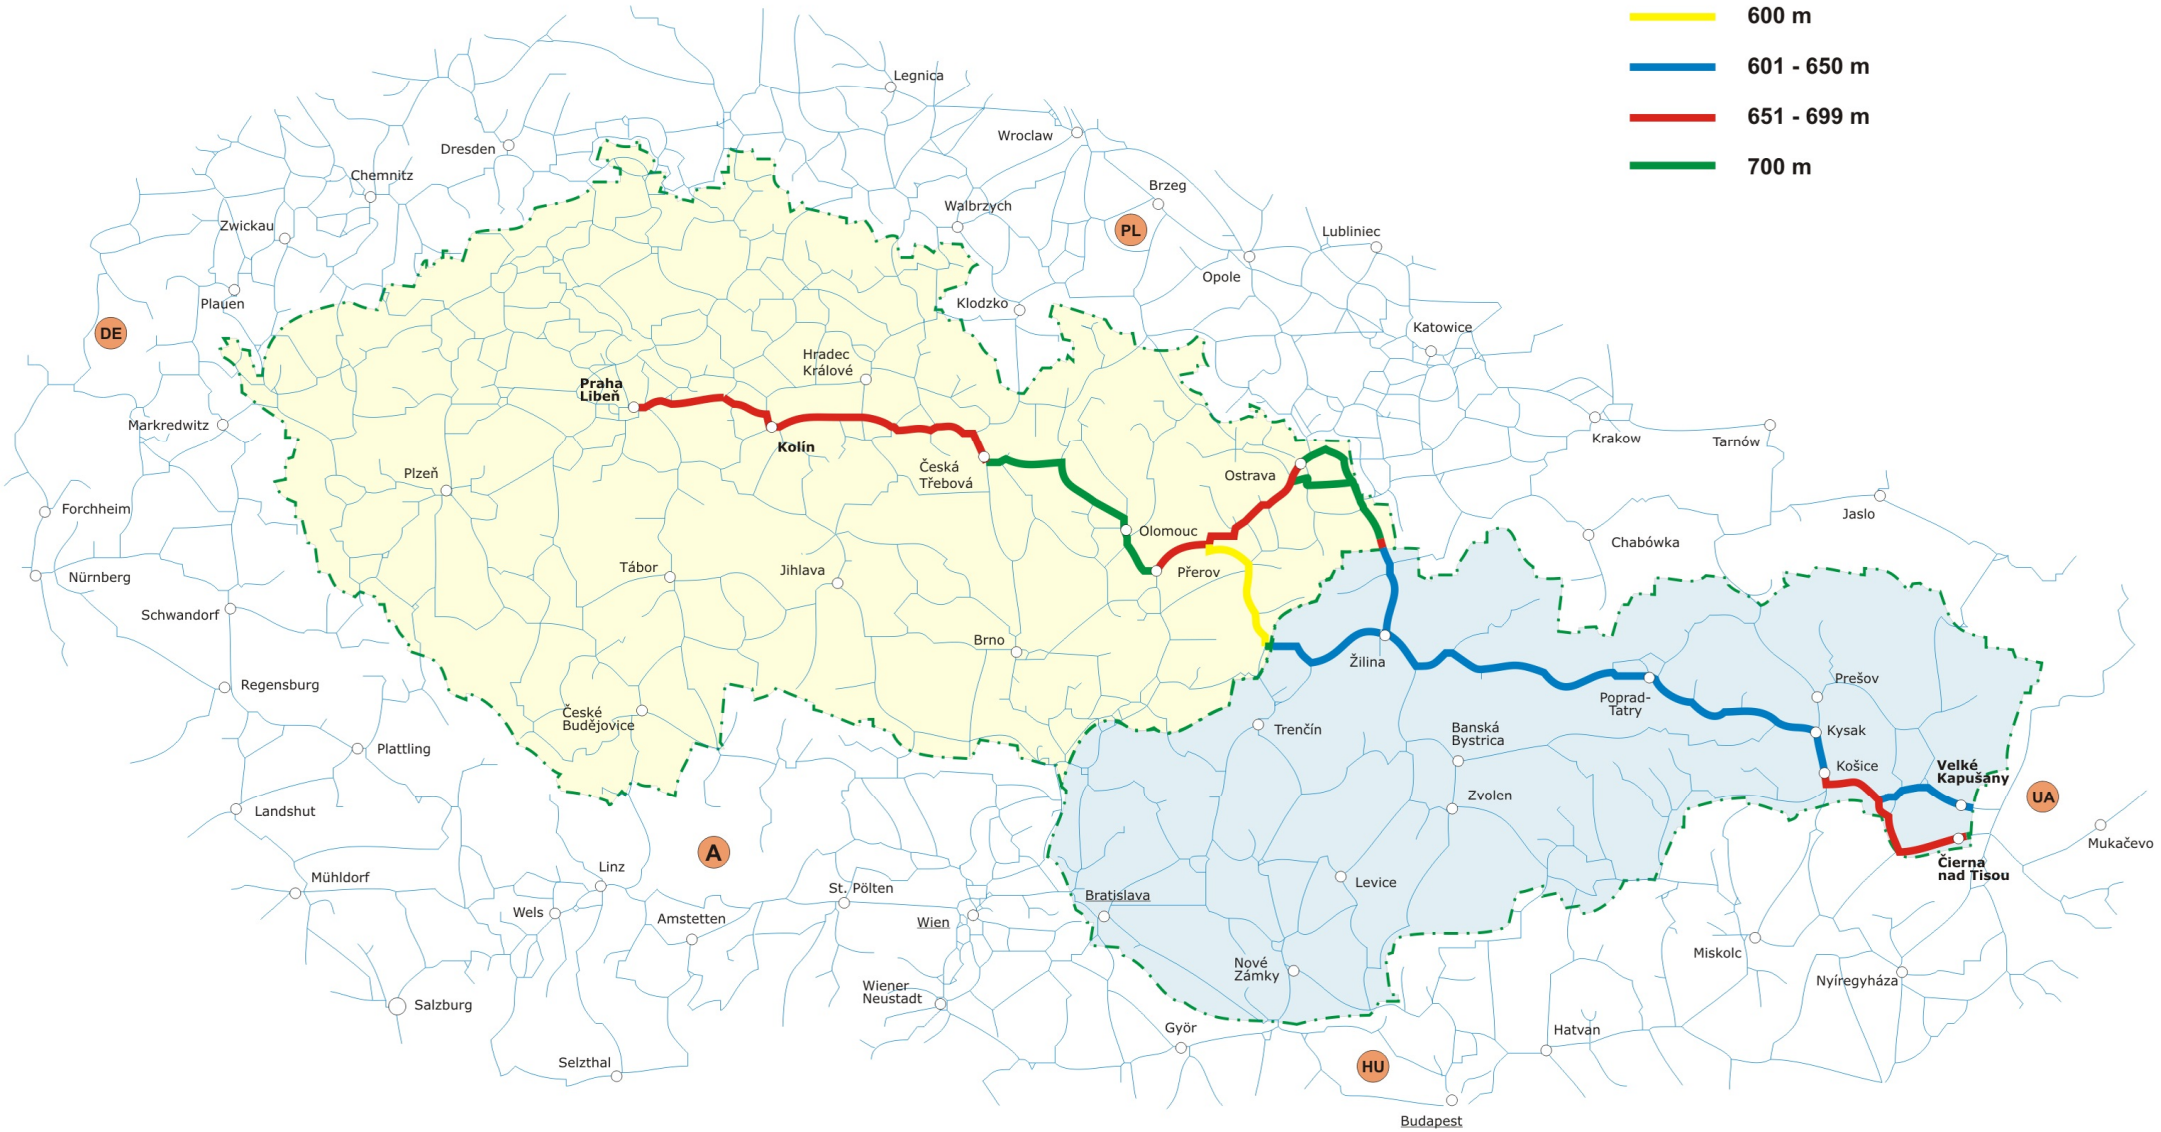 600 m
601 - 650 m
651 - 699 m
700 m
Legnica
Wroclaw
Dresden
Chemnitz
Brzeg
Walbrzych
PL
Zwickau
Lubliniec
Opole
Plauen
Klodzko
DE
Katowice
Hradec
Králové
Praha
Libeň
Markredwitz
Kolín
Krakow
Tarnów
Plzeň
Česká
Třebová
Ostrava
Forchheim
Jaslo
Olomouc
Chabówka
Přerov
Nürnberg
Tábor
Jihlava
Schwandorf
Brno
Žilina
Regensburg
Prešov
Poprad-
Tatry
České
Budějovice
Trenčín
Banská
Bystrica
Kysak
Plattling
Košice
Velké
Kapušany
Zvolen
UA
Landshut
Mukačevo
A
Čierna
nad Tisou
Linz
Mühldorf
St. Pölten
Levice
Bratislava
Wels
Amstetten
Wien
Miskolc
Nové
Zámky
Nyíregyháza
Wiener
Neustadt
Salzburg
Györ
Hatvan
Selzthal
HU
Budapest